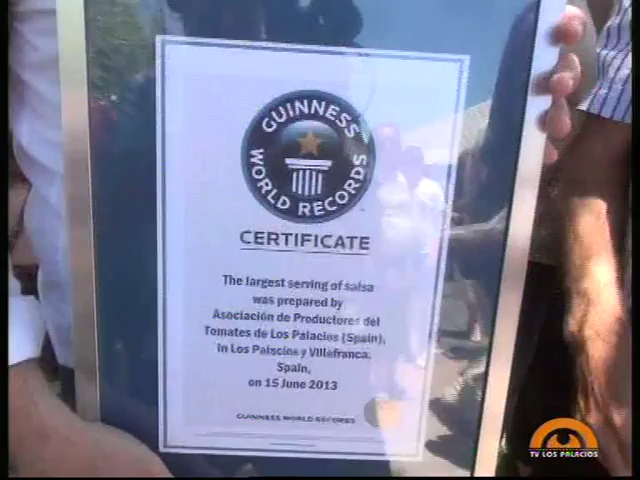 GUINNESS
WORLD RECORDS
CERTIFICATE
The largest serving of salsa
was prepared by
Asociación de Productores del
Tomates de Los Palacios (Spain),
in Los Palacios y Villafranca,
Spain,
on 15 June 2013
GUINNESS WORLD RECORDS
TV LOS PALACIOS